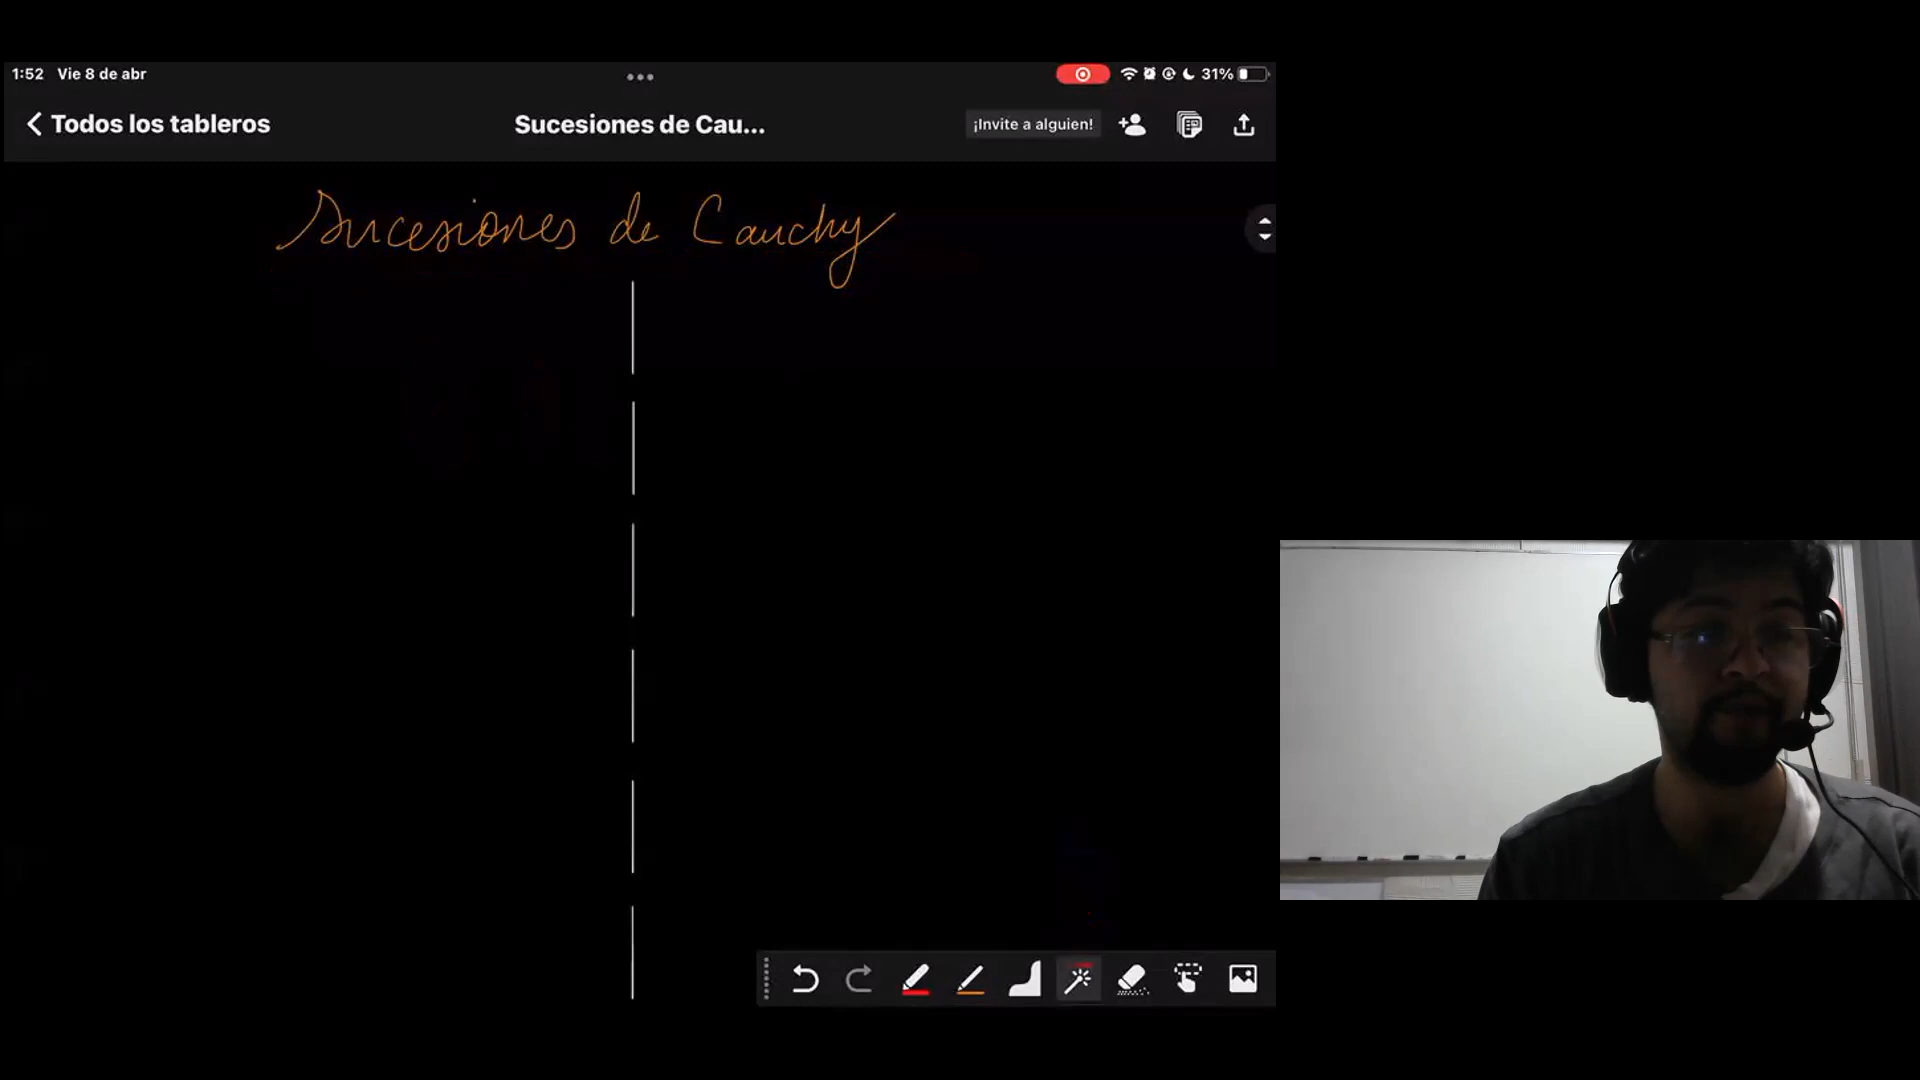 1:52 Vie 8 de abr 31%
Todos los tableros Sucesiones de Cau... ¡Invite a alguien!
Sucesiones de Cauchy